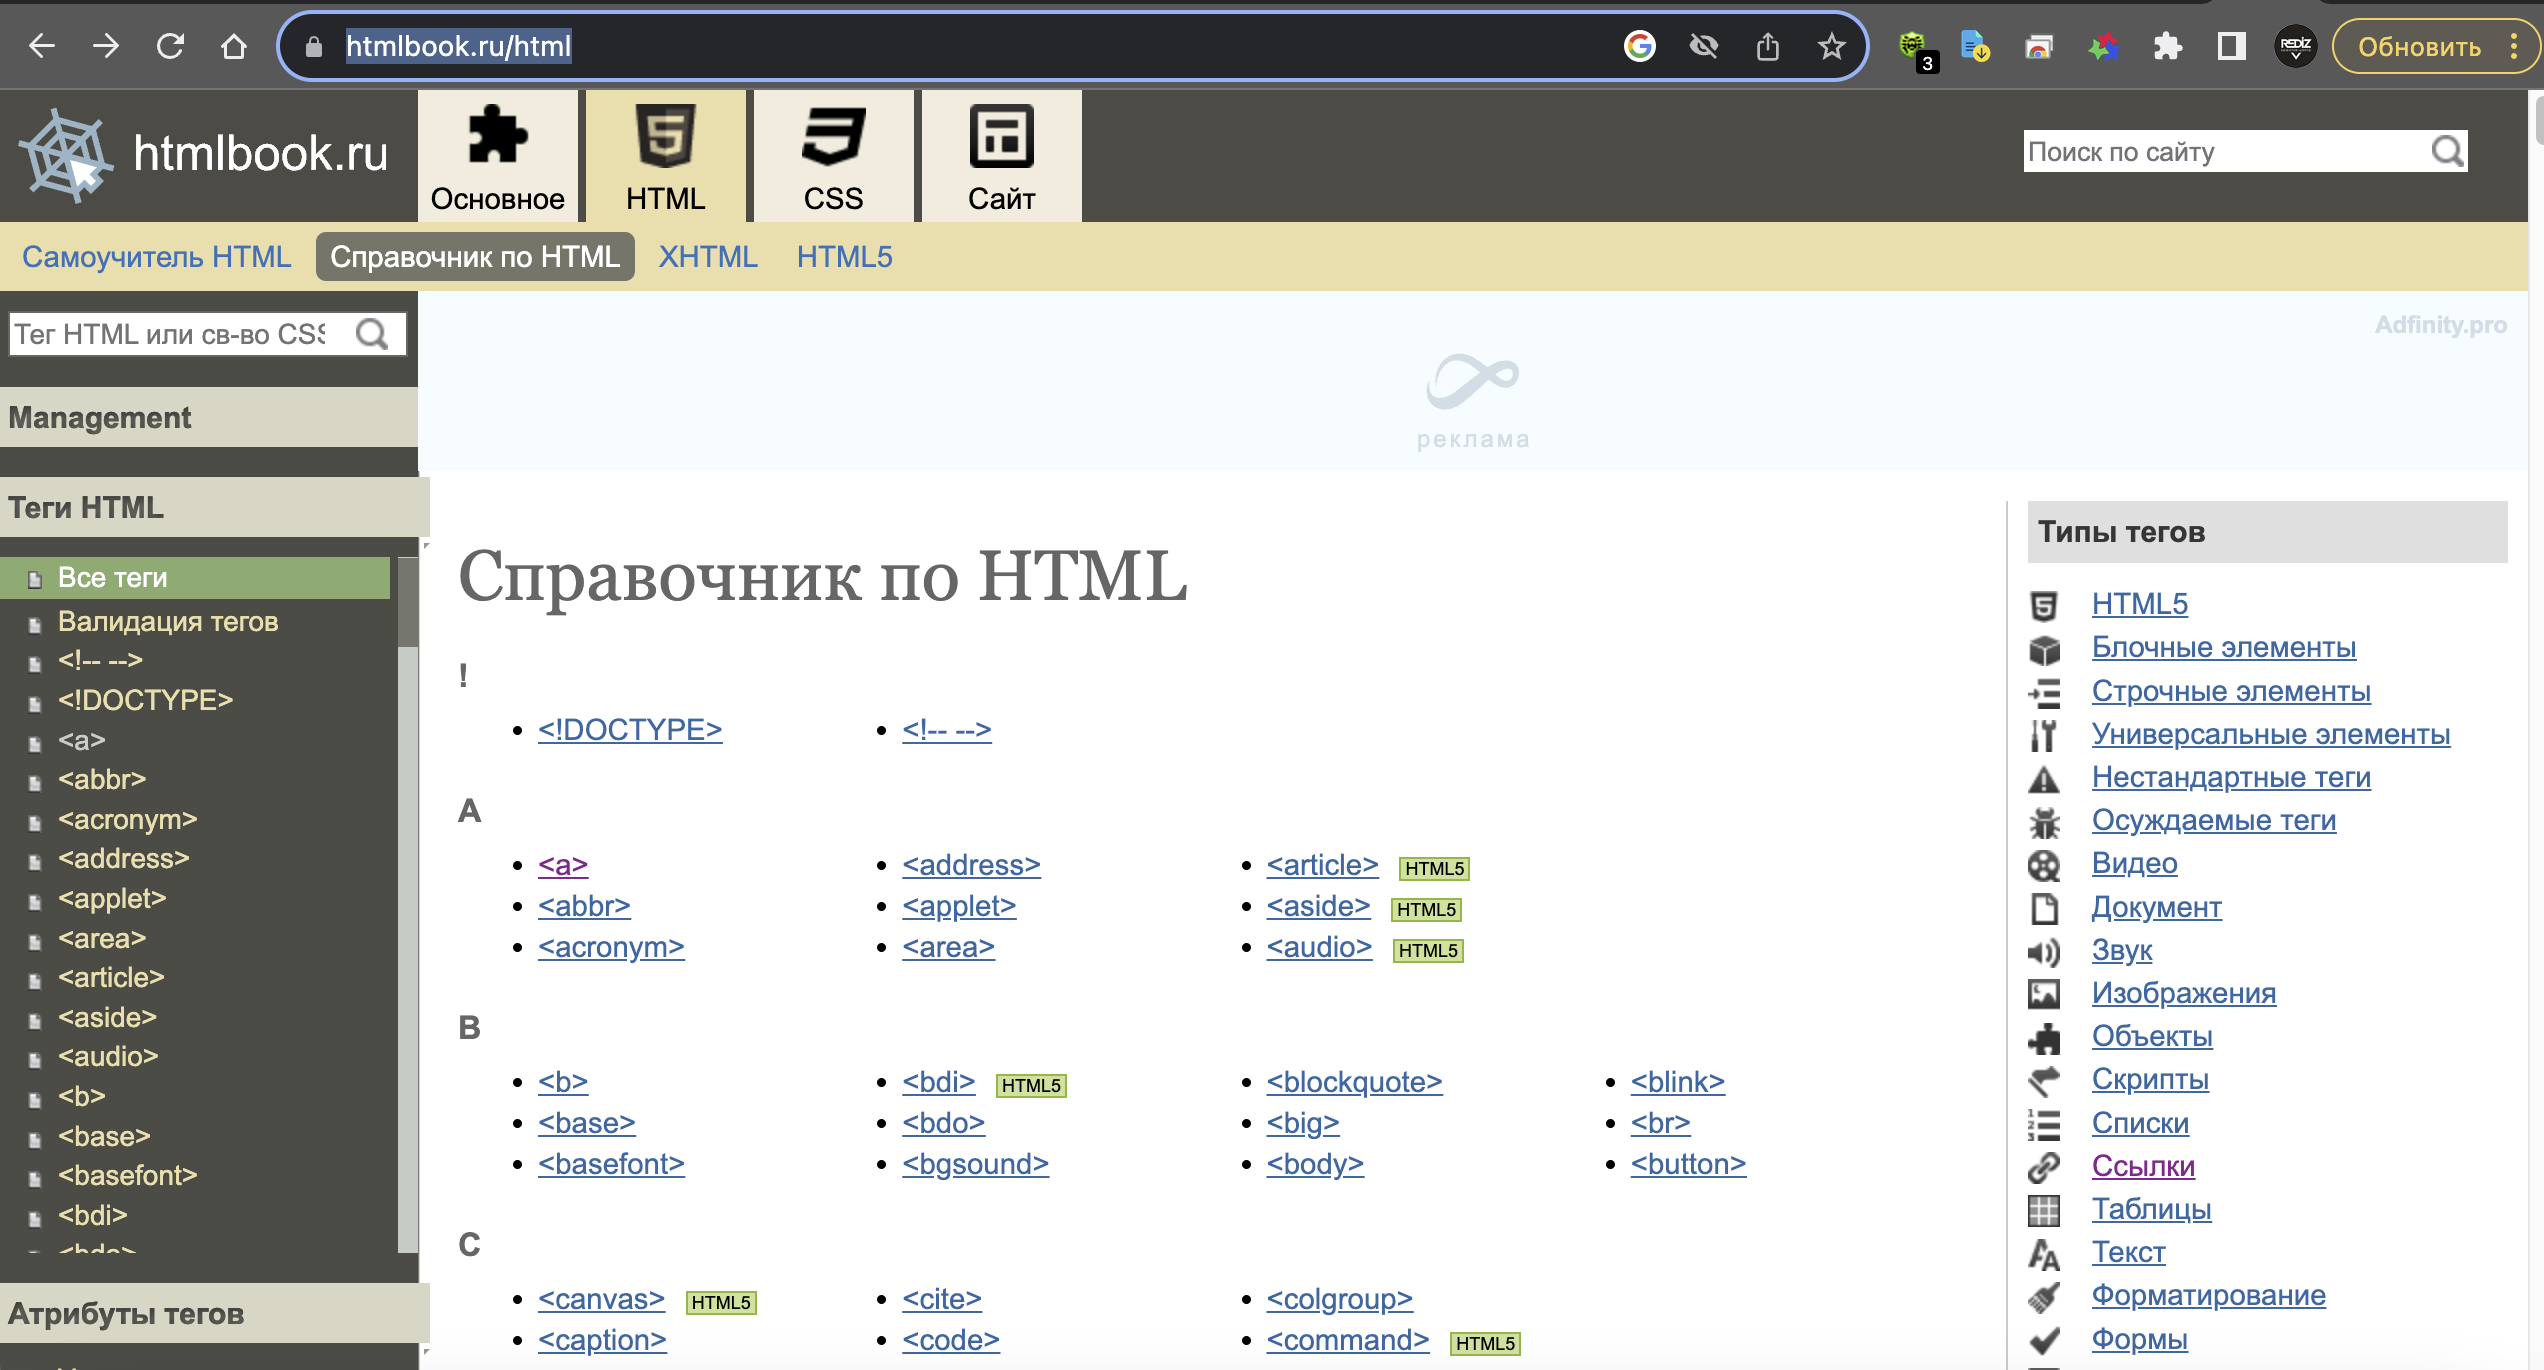 htmlbook.ru/html
3
REDIZ
Обновить
htmlbook.ru
Основное
HTML
CSS
Сайт
Поиск по сайту
Самоучитель HTML
Справочник по HTML
XHTML
HTML5
Тег HTML или св-во CSS
Management
Теги HTML
Все теги
Валидация тегов
<!-- -->
<!DOCTYPE>
<a>
<abbr>
<acronym>
<address>
<applet>
<area>
<article>
<aside>
<audio>
<b>
<base>
<basefont>
<bdi>
<bdo>
Атрибуты тегов
Adfinity.pro
реклама
Справочник по HTML
!
<!DOCTYPE>
<!-- -->
A
<a>
<address>
<article> HTML5
<abbr>
<applet>
<aside> HTML5
<acronym>
<area>
<audio> HTML5
B
<b>
<bdi> HTML5
<blockquote>
<blink>
<base>
<bdo>
<big>
<br>
<basefont>
<bgsound>
<body>
<button>
C
<canvas> HTML5
<cite>
<colgroup>
<caption>
<code>
<command> HTML5
Типы тегов
HTML5
Блочные элементы
Строчные элементы
Универсальные элементы
Нестандартные теги
Осуждаемые теги
Видео
Документ
Звук
Изображения
Объекты
Скрипты
Списки
Ссылки
Таблицы
Текст
Форматирование
Формы